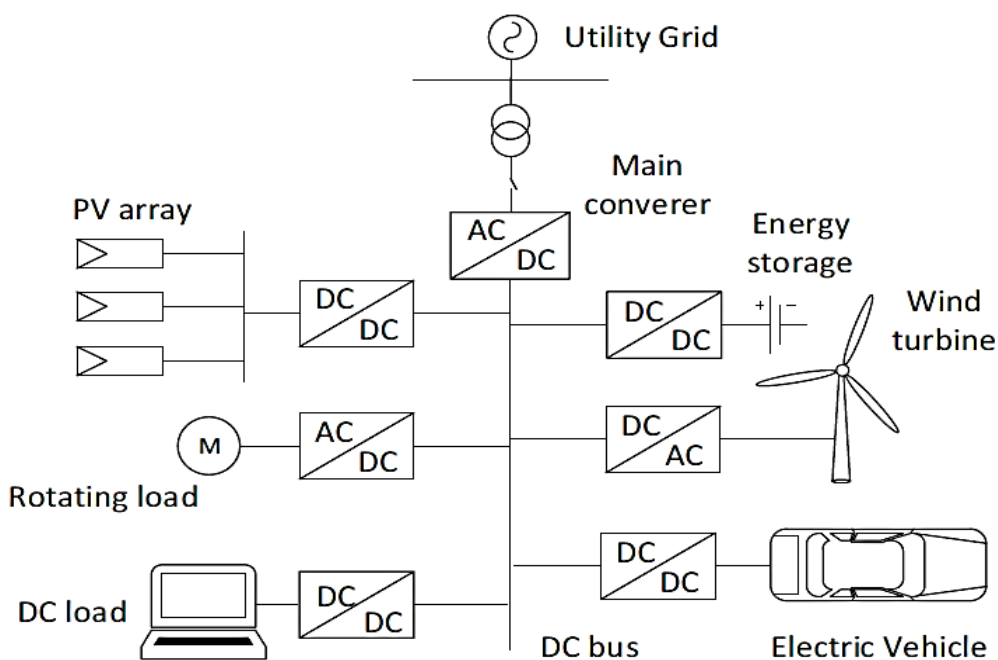 Utility Grid
Main
converer
PV array
AC
DC
Energy
storage
Wind
turbine
DC
DC
DC
DC
+ −
M
AC
DC
DC
AC
Rotating load
DC
DC
DC load
DC
DC
DC bus
Electric Vehicle